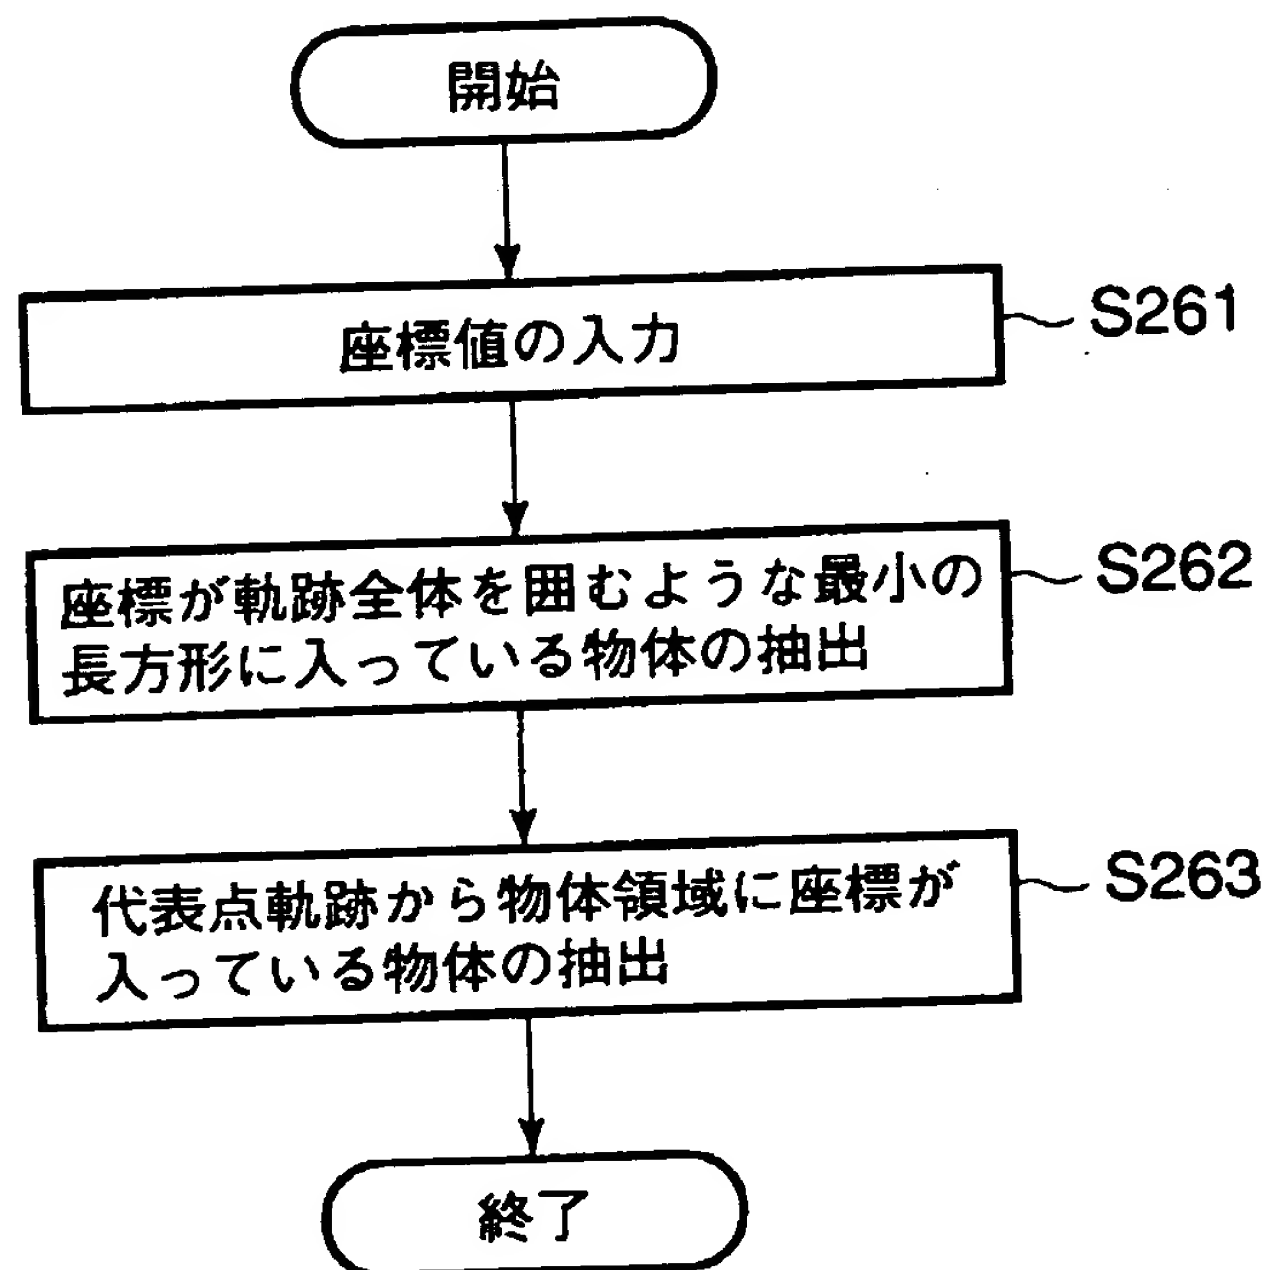 開始
座標値の入力
S261
座標が軌跡全体を囲むような最小の
長方形に入っている物体の抽出
S262
代表点軌跡から物体領域に座標が
入っている物体の抽出
S263
終了